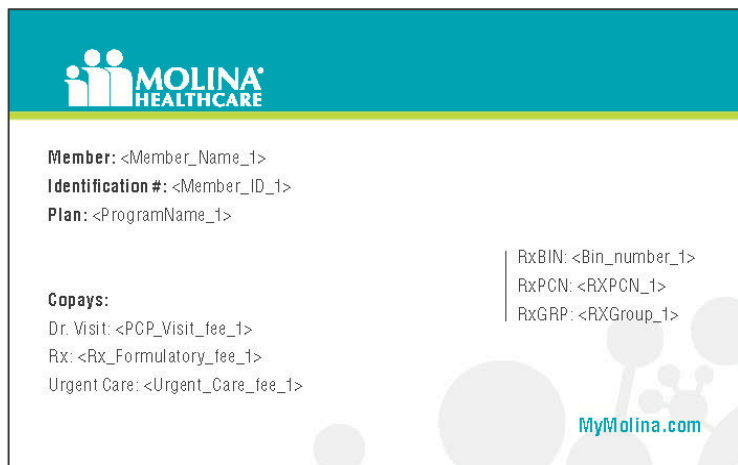 MOLINA
HEALTHCARE
Member: <Member_Name_1>
Identification #: <Member_ID_1>
Plan: <ProgramName_1>
RxBIN: <Bin_number_1>
RxPCN: <RXPCN_1>
RxGRP: <RXGroup_1>
Copays:
Dr. Visit: <PCP_Visit_fee_1>
Rx: <Rx_Formulatory_fee_1>
Urgent Care: <Urgent_Care_fee_1>
MyMolina.com